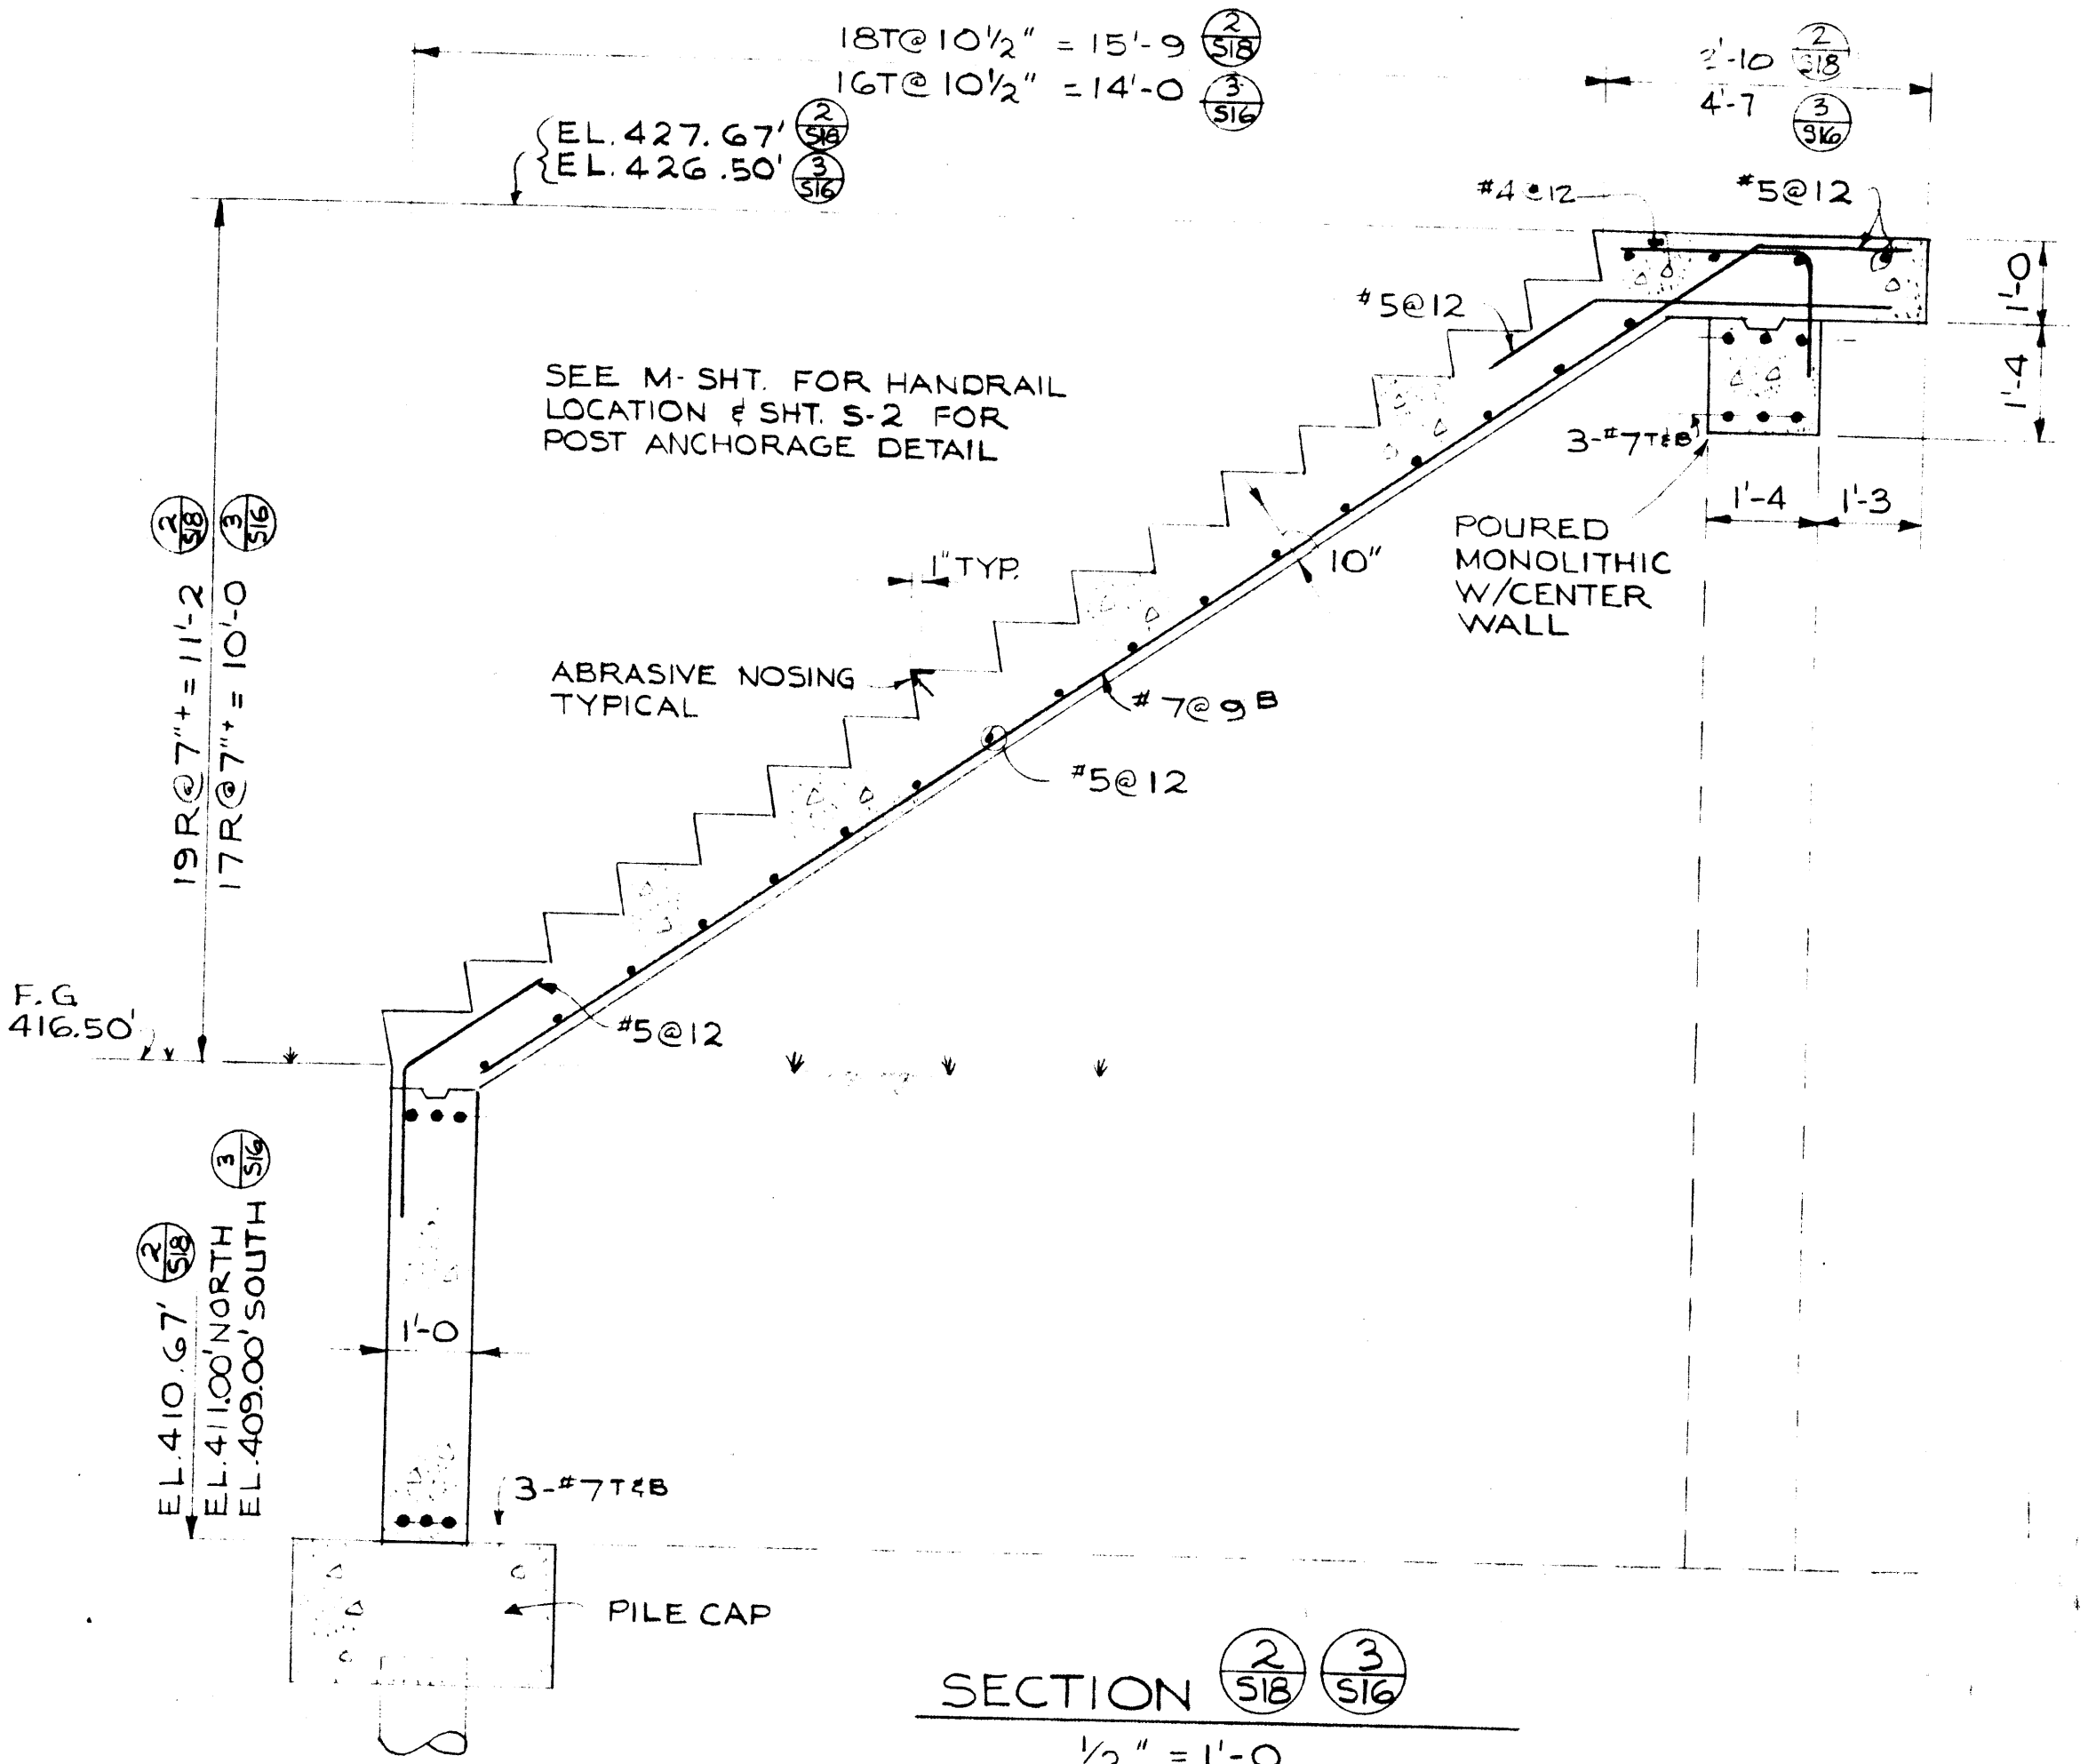 18T@10½" = 15'-9 2/S18
16T@10½" = 14'-0 3/S16
'-10 2/S18
4'-7 3/S16
EL.427.67' 2/S18
EL.426.50' 3/S16
#4@12
#5@12
#5@12
1'-0
1'-4
SEE M-SHT. FOR HANDRAIL
LOCATION & SHT. S-2 FOR
POST ANCHORAGE DETAIL
3-#7 T&B
1'-4
1'-3
POURED
MONOLITHIC
W/CENTER
WALL
10"
1" TYP.
19R@7"+ = 11'-2 2/S18
17R@7"+ = 10'-0 3/S16
ABRASIVE NOSING
TYPICAL
#7@9 B
#5@12
F.G
416.50'
#5@12
EL.410.67' 2/S18
EL.411.00' NORTH
EL.409.00' SOUTH 3/S16
1'-0
3-#7 T&B
PILE CAP
SECTION 2/S18 3/S16
½" = 1'-0